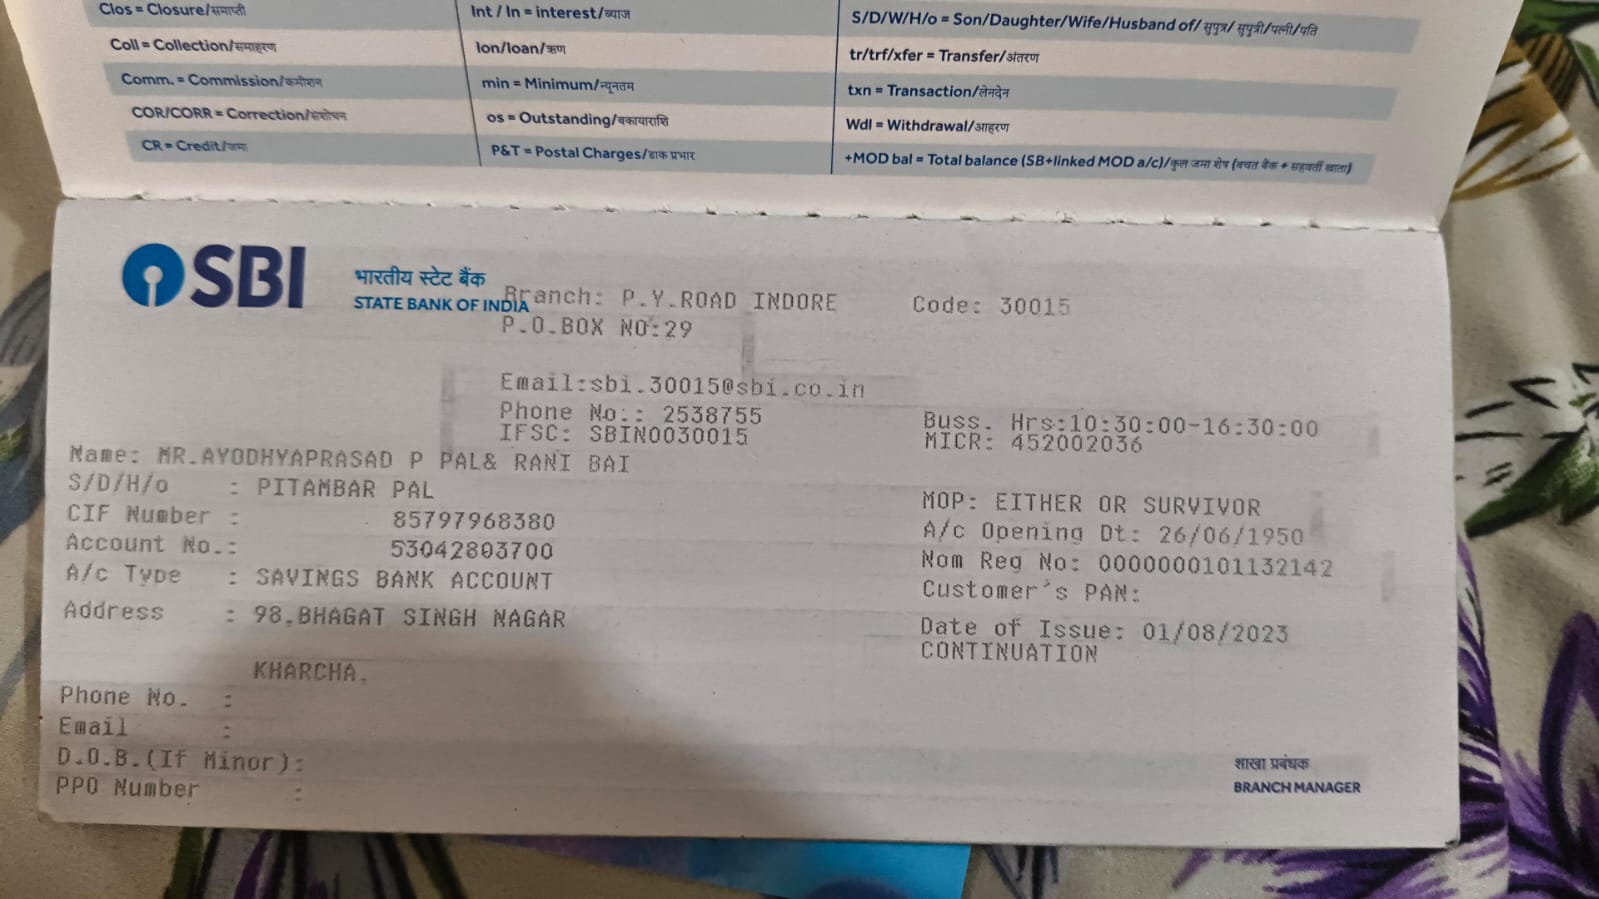 Clos = Closure/समाप्ती
Coll = Collection/समाहरण
Comm. = Commission/कमीशन
COR/CORR = Correction/संशोधन
CR = Credit/जमा
Int / In = interest/ब्याज
lon/loan/ऋण
min = Minimum/न्यूनतम
os = Outstanding/बकायाराशि
P&T = Postal Charges/डाक प्रभार
S/D/W/H/o = Son/Daughter/Wife/Husband of/ सुपुत्र/ सुपुत्री/पत्नी/पति
tr/trf/xfer = Transfer/अंतरण
txn = Transaction/लेनदेन
Wdl = Withdrawal/आहरण
+MOD bal = Total balance (SB+linked MOD a/c)/कुल जमा शेष (बचत बैंक + सहवर्ती खाता)
SBI
भारतीय स्टेट बैंक
STATE BANK OF INDIA
Branch: P.Y.ROAD INDORE Code: 30015
P.O.BOX NO:29
Email:sbi.30015@sbi.co.in
Phone No.: 2538755 Buss. Hrs:10:30:00-16:30:00
IFSC: SBIN0030015 MICR: 452002036
Name: MR.AYODHYAPRASAD P PAL& RANI BAI
S/D/H/o : PITAMBAR PAL MOP: EITHER OR SURVIVOR
CIF Number : 85797968380 A/c Opening Dt: 26/06/1950
Account No.: 53042803700 Nom Reg No: 0000000101132142
A/c Type : SAVINGS BANK ACCOUNT Customer's PAN:
Address : 98,BHAGAT SINGH NAGAR Date of Issue: 01/08/2023
CONTINUATION
KHARCHA,
Phone No. :
Email :
D.O.B.(If Minor):
PPO Number :
शाखा प्रबंधक
BRANCH MANAGER